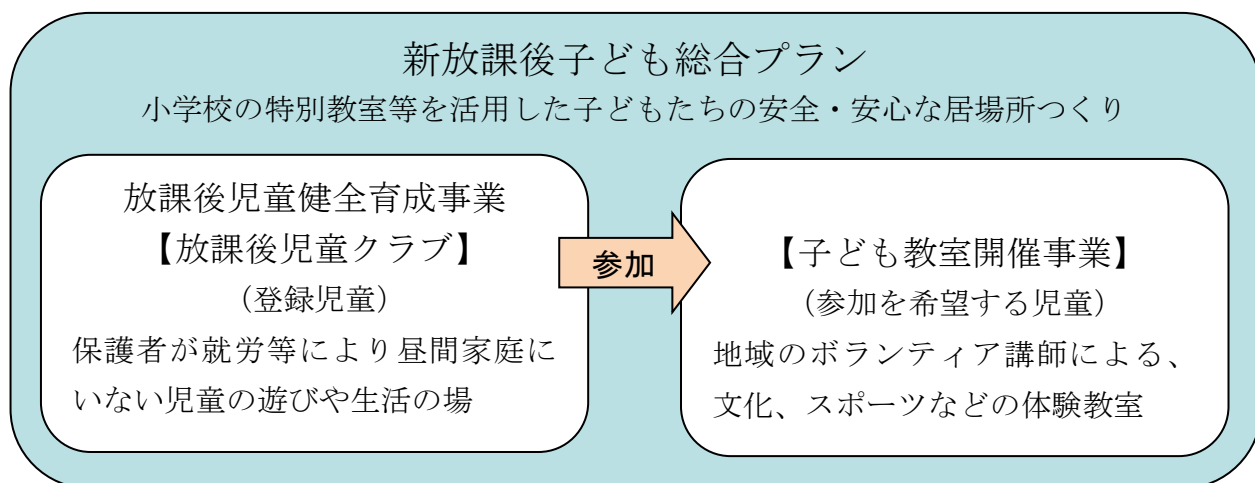 新放課後子ども総合プラン
小学校の特別教室等を活用した子どもたちの安全・安心な居場所つくり
放課後児童健全育成事業
【放課後児童クラブ】
（登録児童）
保護者が就労等により昼間家庭に
いない児童の遊びや生活の場
参加
【子ども教室開催事業】
（参加を希望する児童）
地域のボランティア講師による、
文化、スポーツなどの体験教室